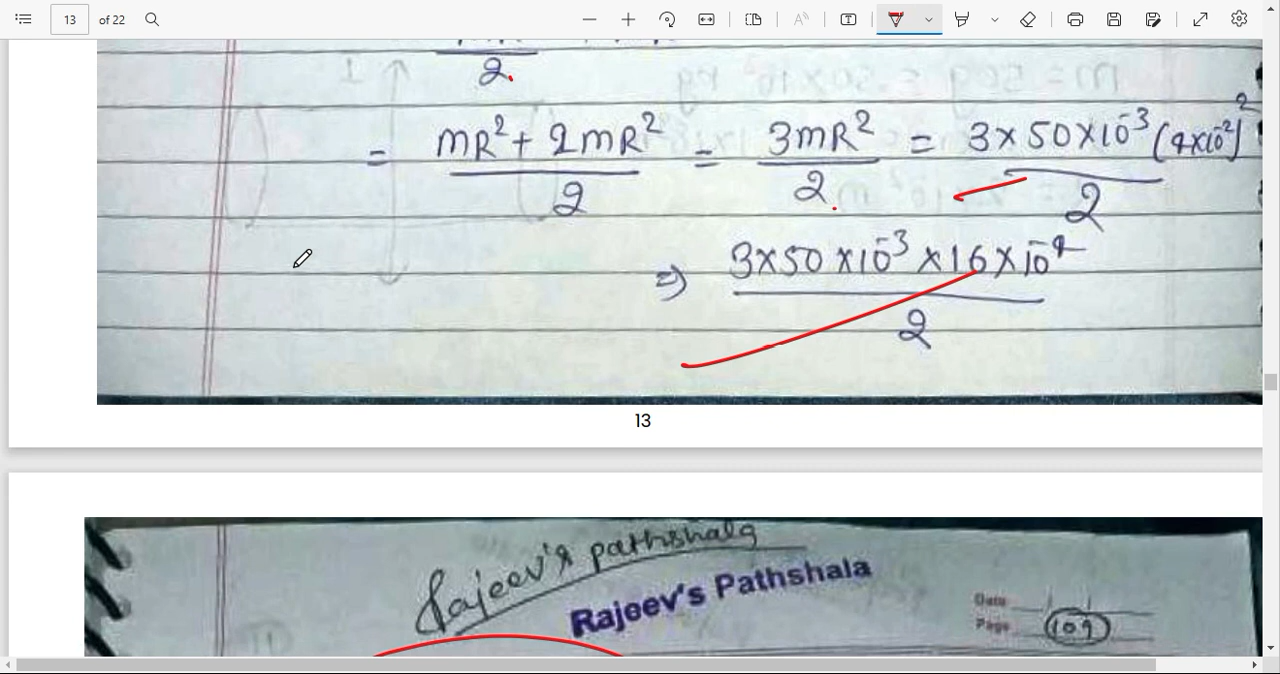 13 of 22
2
= mR² + 2mR² / 2 = 3mR² / 2 = 3×50×10⁻³(4×10⁻²)² / 2
⇒ 3×50×10⁻³×16×10⁻⁴ / 2
13
Rajeev's pathshala
Rajeev's Pathshala
Date
Page 109